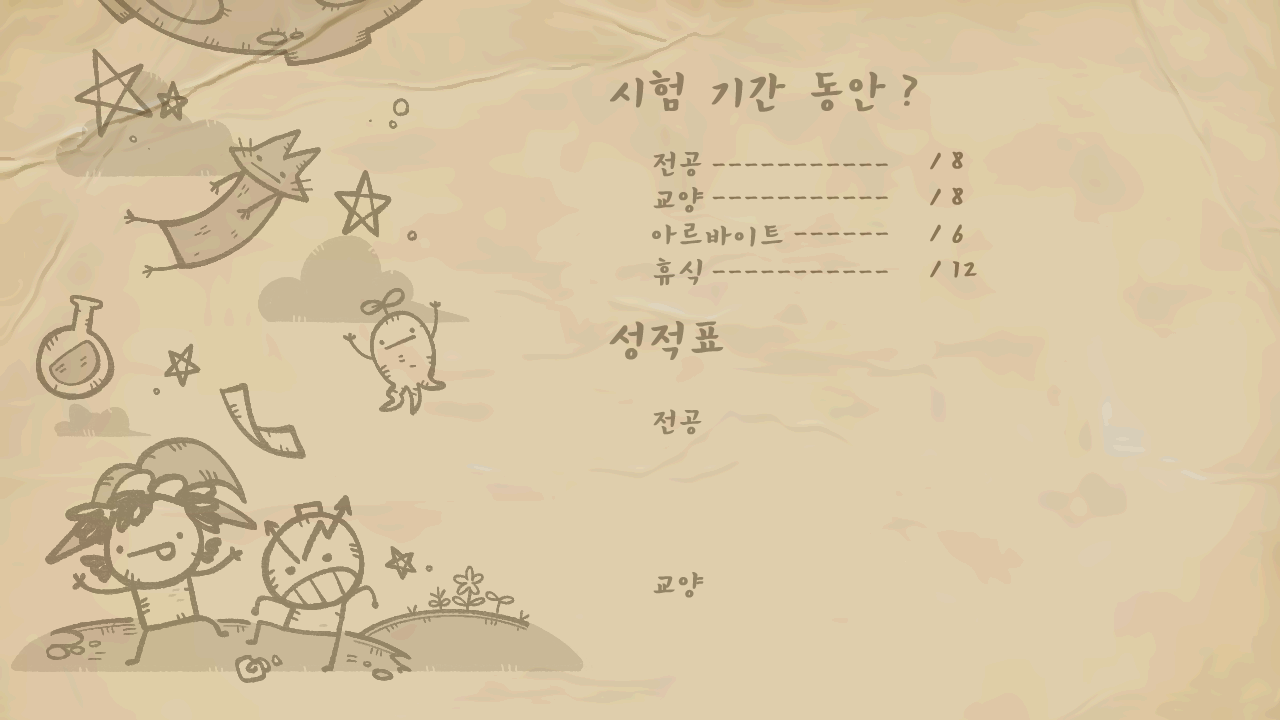 시험 기간 동안 ?
전공 ----------- / 8
교양 ----------- / 8
아르바이트 ------ / 6
휴식 ----------- / 12
성적표
전공
교양